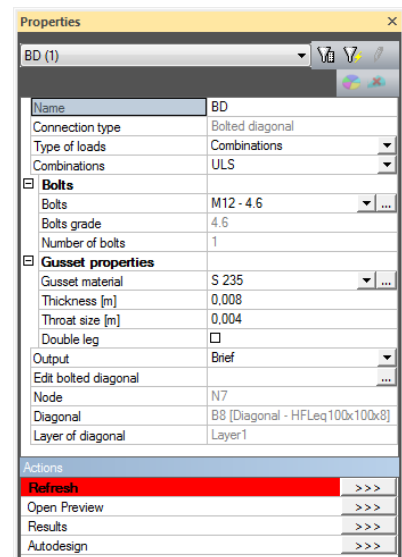 Properties
BD (1)
Name BD
Connection type Bolted diagonal
Type of loads Combinations
Combinations ULS
Bolts
Bolts M12 - 4.6 ...
Bolts grade 4.6
Number of bolts 1
Gusset properties
Gusset material S 235 ...
Thickness [m] 0,008
Throat size [m] 0,004
Double leg
Output Brief
Edit bolted diagonal ...
Node N7
Diagonal B8 [Diagonal - HFLeq100x100x8]
Layer of diagonal Layer1
Actions
Refresh >>>
Open Preview >>>
Results >>>
Autodesign >>>